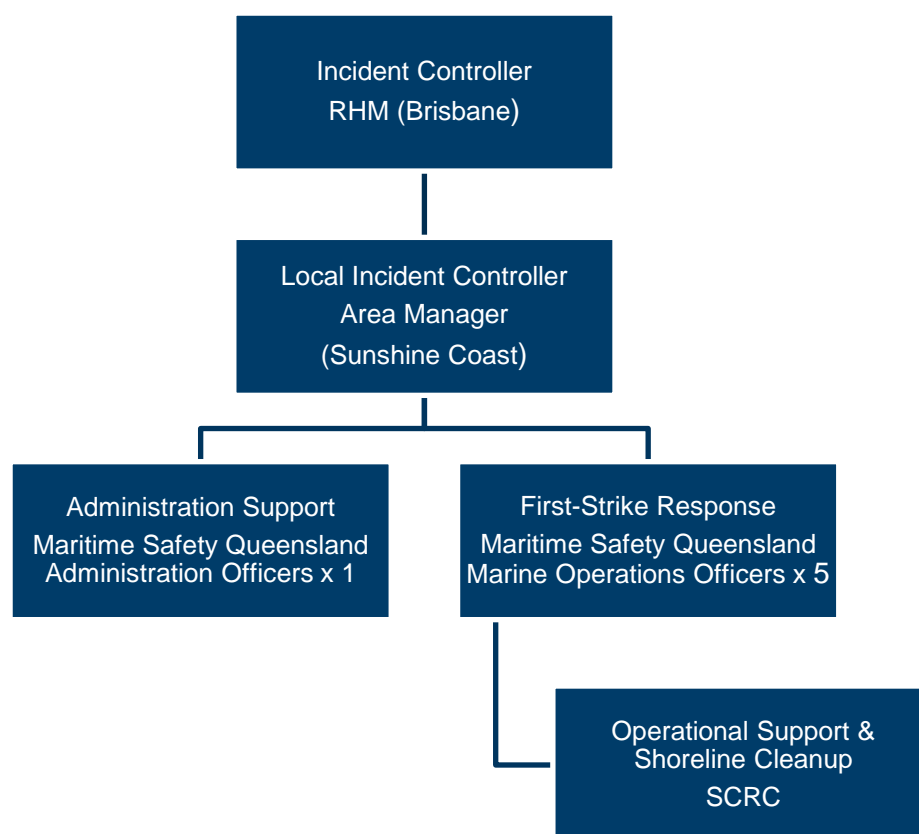 Incident Controller
RHM (Brisbane)
Local Incident Controller
Area Manager
(Sunshine Coast)
Administration Support
Maritime Safety Queensland
Administration Officers x 1
First-Strike Response
Maritime Safety Queensland
Marine Operations Officers x 5
Operational Support &
Shoreline Cleanup
SCRC